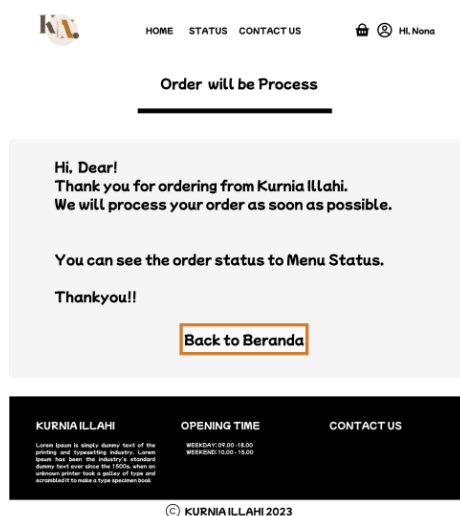 KN.
HOME STATUS CONTACT US
HI, Nona
Order will be Process
Hi, Dear!
Thank you for ordering from Kurnia Illahi.
We will process your order as soon as possible.
You can see the order status to Menu Status.
Thankyou!!
Back to Beranda
KURNIA ILLAHI
Lorem Ipsum is simply dummy text of the
printing and typesetting industry. Lorem
Ipsum has been the industry's standard
dummy text ever since the 1500s, when an
unknown printer took a galley of type and
scrambled it to make a type specimen book
OPENING TIME
WEEKDAY: 09.00 -18.00
WEEKEND: 10.00 - 15.00
CONTACT US
© KURNIA ILLAHI 2023